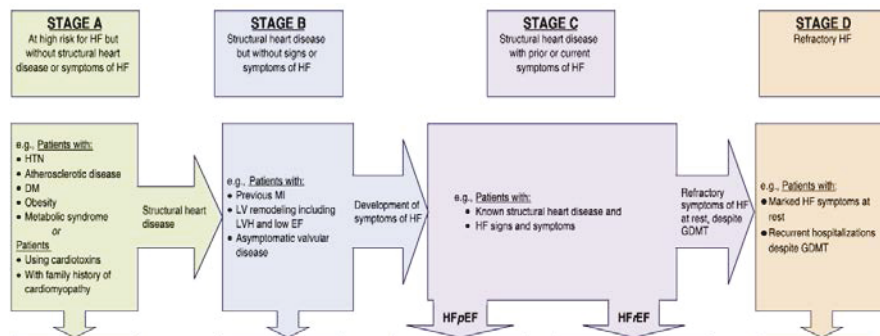 STAGE A
At high risk for HF but
without structural heart
disease or symptoms of HF
STAGE B
Structural heart disease
but without signs or
symptoms of HF
STAGE C
Structural heart disease
with prior or current
symptoms of HF
STAGE D
Refractory HF
e.g., Patients with:
• HTN
• Atherosclerotic disease
• DM
• Obesity
• Metabolic syndrome
or
Patients
• Using cardiotoxins
• With family history of
cardiomyopathy
Structural heart
disease
e.g., Patients with:
• Previous MI
• LV remodeling including
LVH and low EF
• Asymptomatic valvular
disease
Development of
symptoms of HF
e.g., Patients with:
• Known structural heart disease and
• HF signs and symptoms
HFpEF
HFrEF
Refractory
symptoms of HF
at rest, despite
GDMT
e.g., Patients with:
• Marked HF symptoms at
rest
• Recurrent hospitalizations
despite GDMT